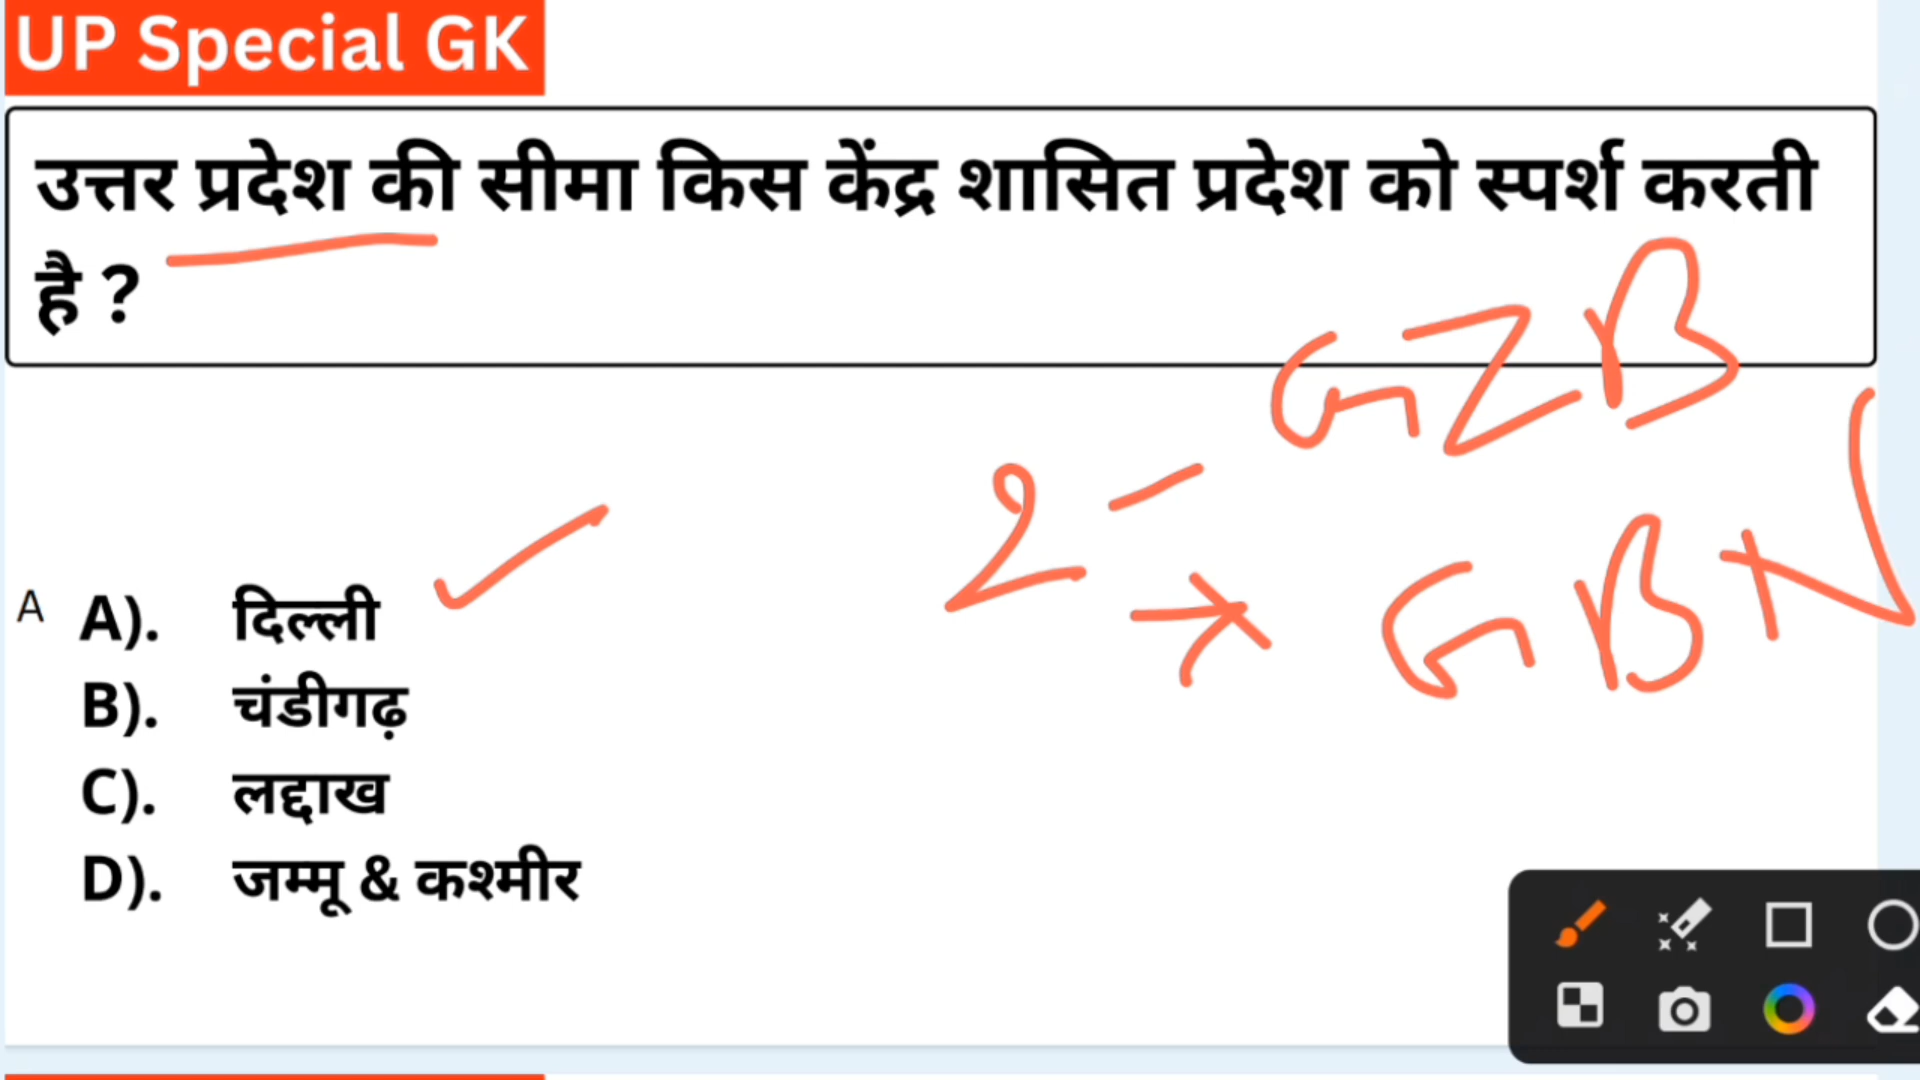 UP Special GK
उत्तर प्रदेश की सीमा किस केंद्र शासित प्रदेश को स्पर्श करती
है ?
GZB
2
GBN
A A). दिल्ली
B). चंडीगढ़
C). लद्दाख
D). जम्मू & कश्मीर